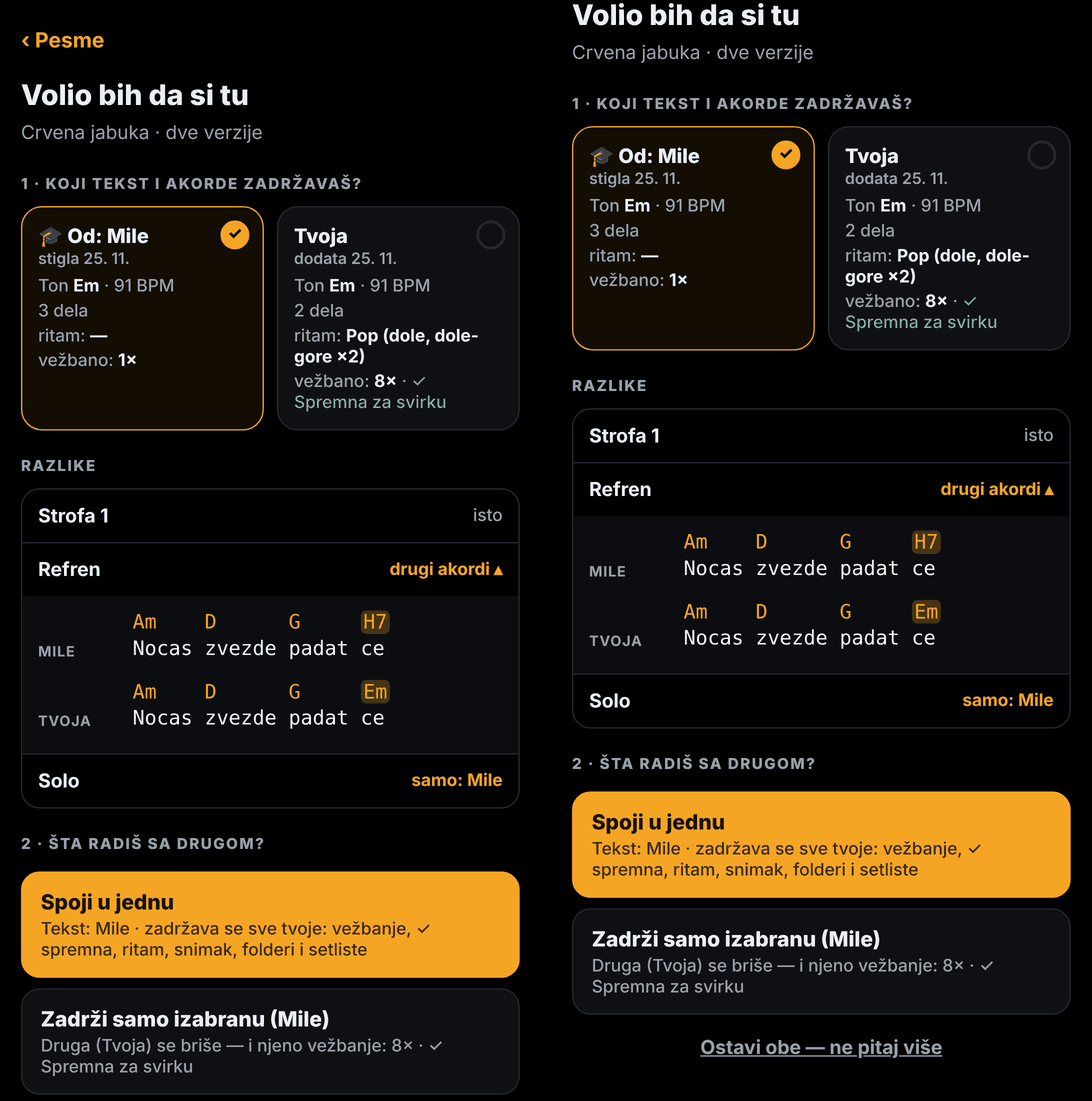 ‹ Pesme
Volio bih da si tu
Crvena jabuka · dve verzije
1 · KOJI TEKST I AKORDE ZADRŽAVAŠ?
🎓 Od: Mile
stigla 25. 11.
Ton Em · 91 BPM
3 dela
ritam: —
vežbano: 1×
Tvoja
dodata 25. 11.
Ton Em · 91 BPM
2 dela
ritam: Pop (dole, dole-
gore ×2)
vežbano: 8× · ✓
Spremna za svirku
RAZLIKE
Strofa 1 isto
Refren drugi akordi ▴
Am D G H7
MILE Nocas zvezde padat ce
Am D G Em
TVOJA Nocas zvezde padat ce
Solo samo: Mile
2 · ŠTA RADIŠ SA DRUGOM?
Spoji u jednu
Tekst: Mile · zadržava se sve tvoje: vežbanje, ✓
spremna, ritam, snimak, folderi i setliste
Zadrži samo izabranu (Mile)
Druga (Tvoja) se briše — i njeno vežbanje: 8× · ✓
Spremna za svirku
Volio bih da si tu
Crvena jabuka · dve verzije
1 · KOJI TEKST I AKORDE ZADRŽAVAŠ?
🎓 Od: Mile
stigla 25. 11.
Ton Em · 91 BPM
3 dela
ritam: —
vežbano: 1×
Tvoja
dodata 25. 11.
Ton Em · 91 BPM
2 dela
ritam: Pop (dole, dole-
gore ×2)
vežbano: 8× · ✓
Spremna za svirku
RAZLIKE
Strofa 1 isto
Refren drugi akordi ▴
Am D G H7
MILE Nocas zvezde padat ce
Am D G Em
TVOJA Nocas zvezde padat ce
Solo samo: Mile
2 · ŠTA RADIŠ SA DRUGOM?
Spoji u jednu
Tekst: Mile · zadržava se sve tvoje: vežbanje, ✓
spremna, ritam, snimak, folderi i setliste
Zadrži samo izabranu (Mile)
Druga (Tvoja) se briše — i njeno vežbanje: 8× · ✓
Spremna za svirku
Ostavi obe — ne pitaj više